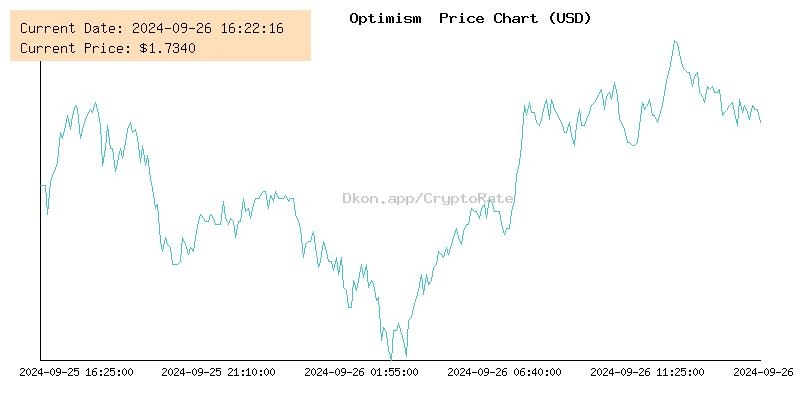 Optimism  Price Chart (USD)
Current Date: 2024-09-26 16:22:16
Current Price: $1.7340
Dkon.app/CryptoRate
2024-09-25 16:25:00 2024-09-25 21:10:00 2024-09-26 01:55:00 2024-09-26 06:40:00 2024-09-26 11:25:00 2024-09-26